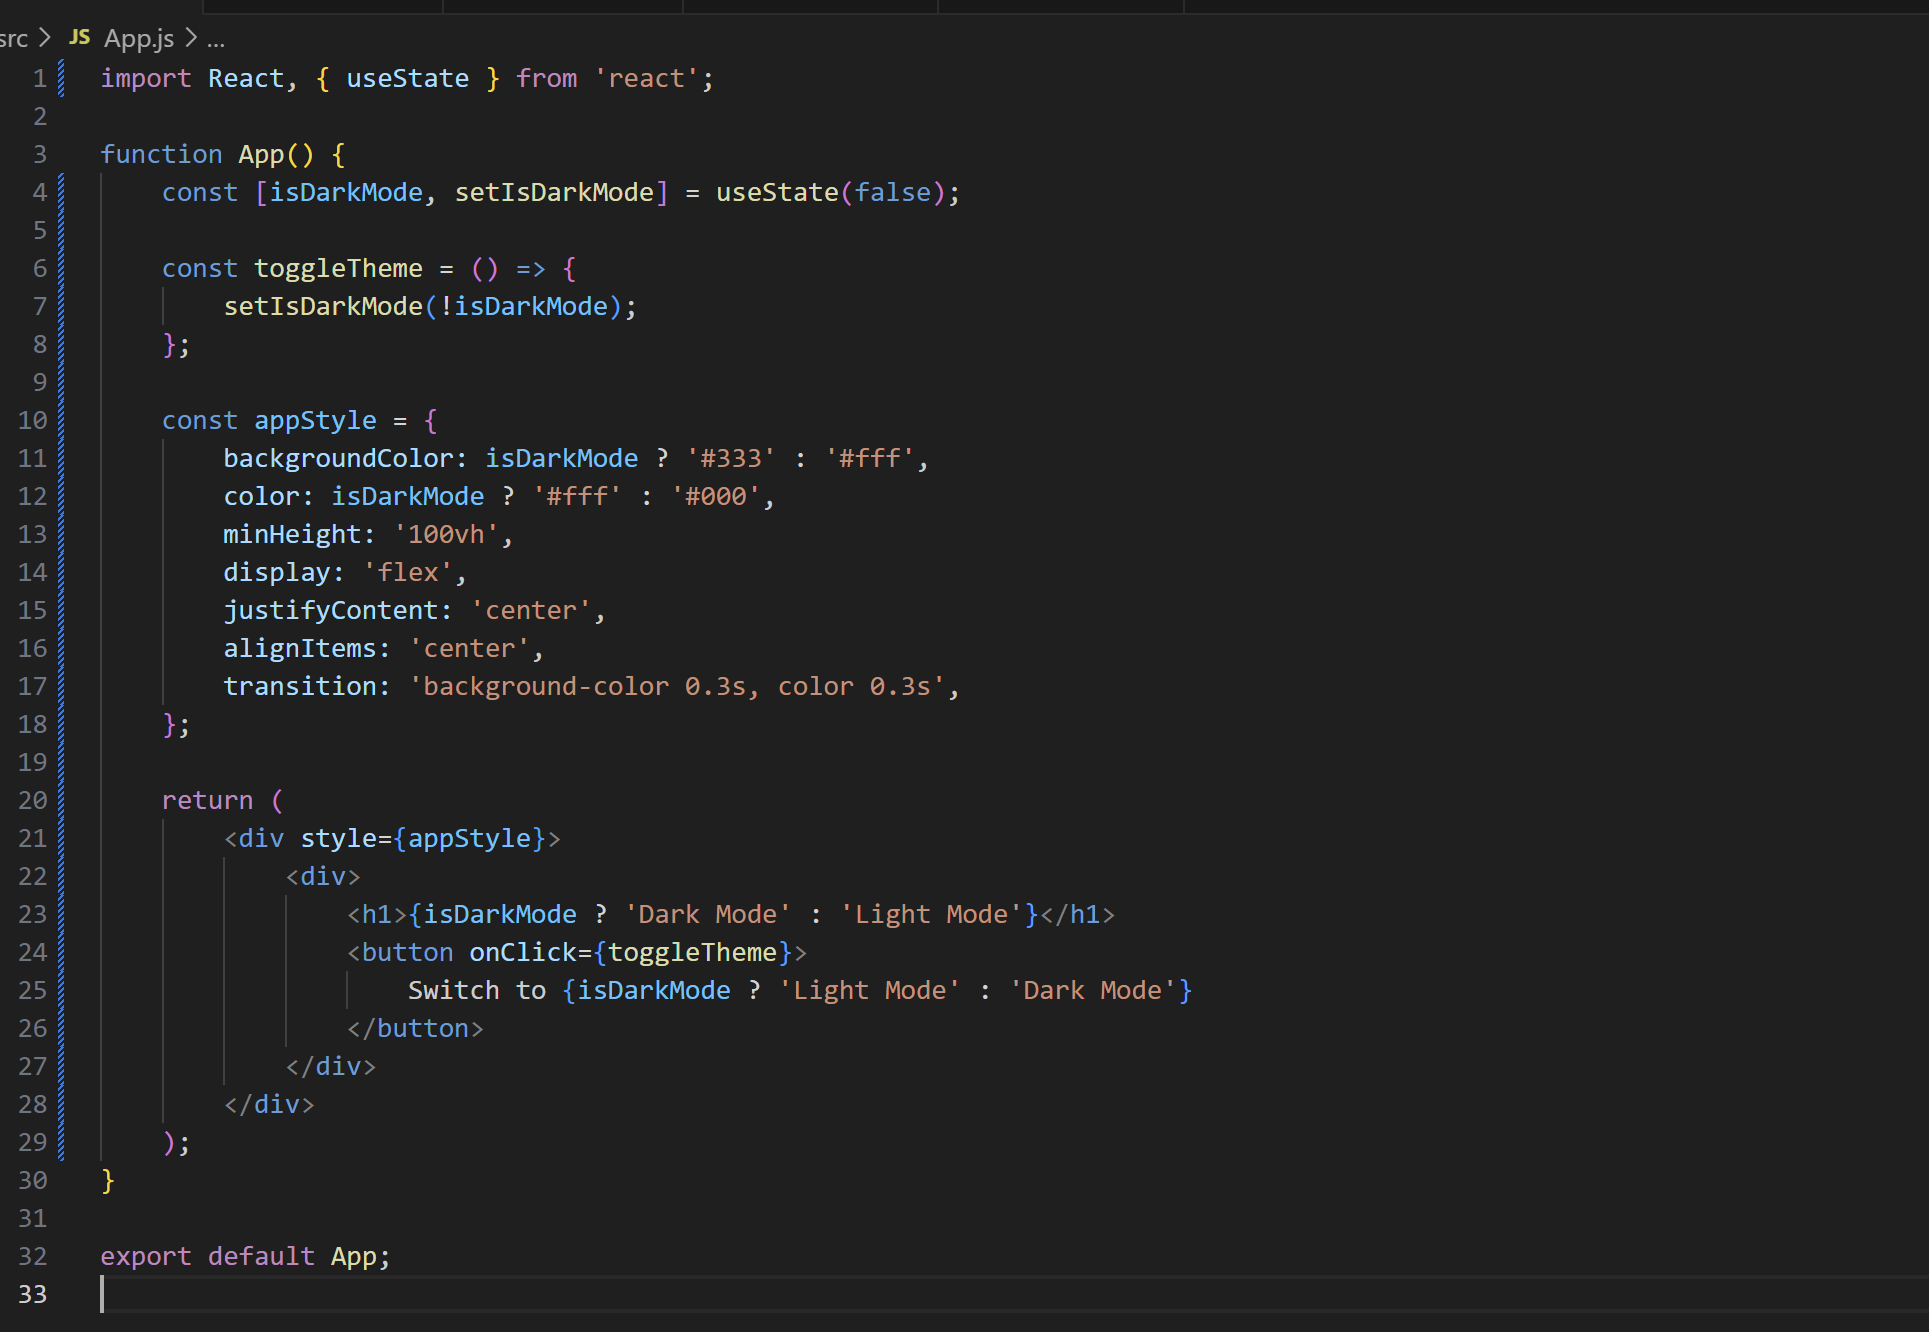 src > JS App.js > ...
1 import React, { useState } from 'react';
2
3 function App() {
4     const [isDarkMode, setIsDarkMode] = useState(false);
5
6     const toggleTheme = () => {
7         setIsDarkMode(!isDarkMode);
8     };
9
10     const appStyle = {
11         backgroundColor: isDarkMode ? '#333' : '#fff',
12         color: isDarkMode ? '#fff' : '#000',
13         minHeight: '100vh',
14         display: 'flex',
15         justifyContent: 'center',
16         alignItems: 'center',
17         transition: 'background-color 0.3s, color 0.3s',
18     };
19
20     return (
21         <div style={appStyle}>
22             <div>
23                 <h1>{isDarkMode ? 'Dark Mode' : 'Light Mode'}</h1>
24                 <button onClick={toggleTheme}>
25                     Switch to {isDarkMode ? 'Light Mode' : 'Dark Mode'}
26                 </button>
27             </div>
28         </div>
29     );
30 }
31
32 export default App;
33